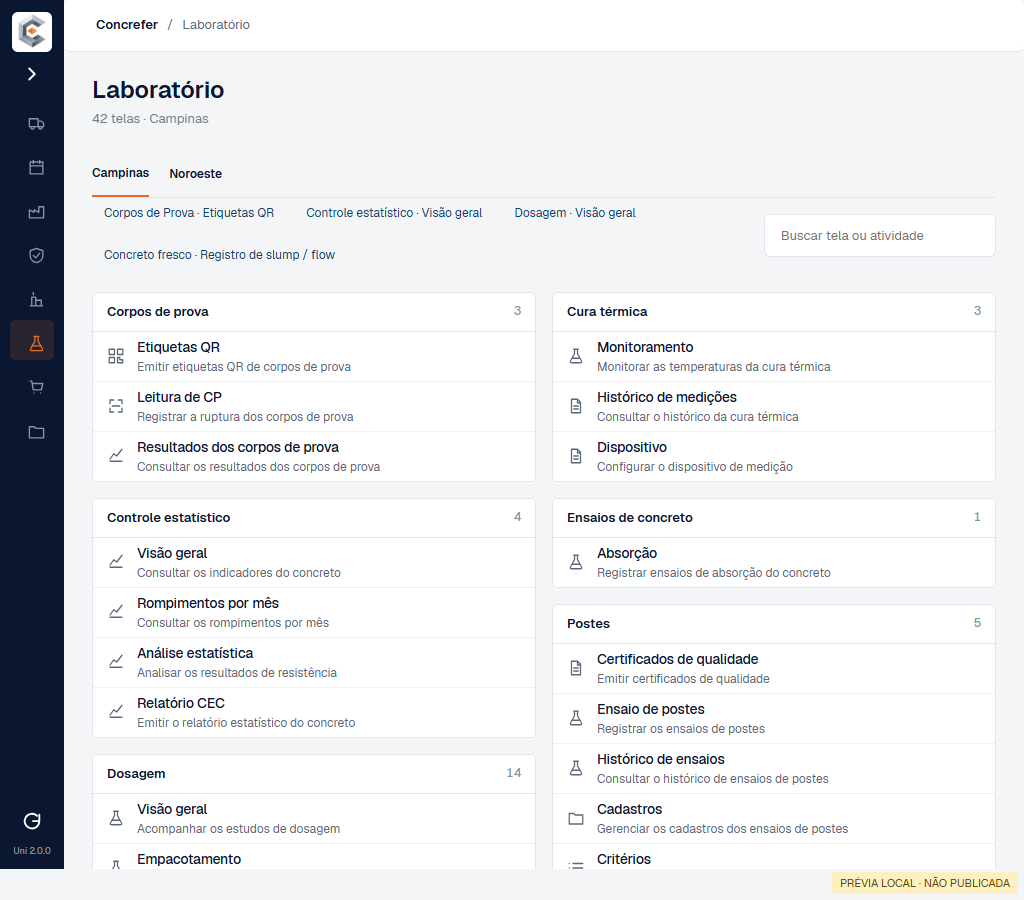 Concrefer / Laboratório
Laboratório
42 telas · Campinas
Campinas Noroeste
Corpos de Prova · Etiquetas QR Controle estatístico · Visão geral Dosagem · Visão geral
Concreto fresco · Registro de slump / flow
Buscar tela ou atividade
Corpos de prova 3
Etiquetas QR
Emitir etiquetas QR de corpos de prova
Leitura de CP
Registrar a ruptura dos corpos de prova
Resultados dos corpos de prova
Consultar os resultados dos corpos de prova
Controle estatístico 4
Visão geral
Consultar os indicadores do concreto
Rompimentos por mês
Consultar os rompimentos por mês
Análise estatística
Analisar os resultados de resistência
Relatório CEC
Emitir o relatório estatístico do concreto
Dosagem 14
Visão geral
Acompanhar os estudos de dosagem
Empacotamento
Cura térmica 3
Monitoramento
Monitorar as temperaturas da cura térmica
Histórico de medições
Consultar o histórico da cura térmica
Dispositivo
Configurar o dispositivo de medição
Ensaios de concreto 1
Absorção
Registrar ensaios de absorção do concreto
Postes 5
Certificados de qualidade
Emitir certificados de qualidade
Ensaio de postes
Registrar os ensaios de postes
Histórico de ensaios
Consultar o histórico de ensaios de postes
Cadastros
Gerenciar os cadastros dos ensaios de postes
Critérios
Uni 2.0.0
PRÉVIA LOCAL · NÃO PUBLICADA